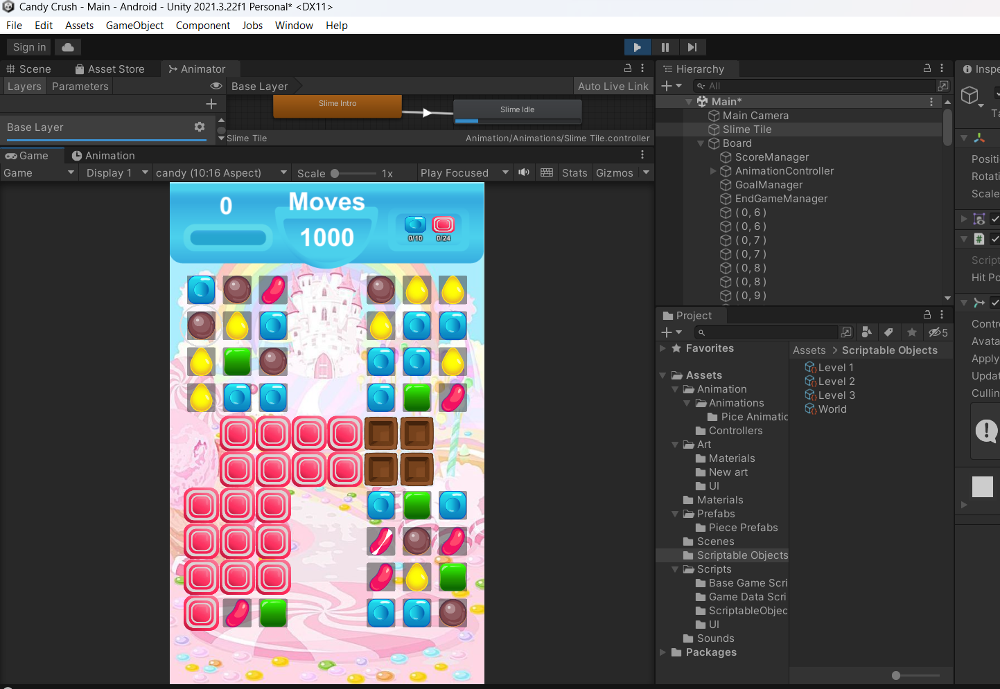 Candy Crush - Main - Android - Unity 2021.3.22f1 Personal* <DX11>
File Edit Assets GameObject Component Jobs Window Help
Sign in
Scene Asset Store Animator
Layers Parameters Base Layer Auto Live Link
Slime Intro
Slime Idle
Base Layer
Slime Tile Animation/Animations/Slime Tile.controller
Game Animation
Game Display 1 candy (10:16 Aspect) Scale 1x Play Focused Stats Gizmos
0 Moves
1000
0/10 0/24
Hierarchy
All
Main*
Main Camera
Slime Tile
Board
ScoreManager
AnimationController
GoalManager
EndGameManager
( 0, 6 )
( 0, 6 )
( 0, 7 )
( 0, 7 )
( 0, 8 )
( 0, 8 )
( 0, 9 )
Project
5
Favorites
Assets
Animation
Animations
Pice Animatic
Controllers
Art
Materials
New art
UI
Materials
Prefabs
Piece Prefabs
Scenes
Scriptable Objects
Scripts
Base Game Scri
Game Data Scri
ScriptableObjec
UI
Sounds
Packages
Assets > Scriptable Objects
Level 1
Level 2
Level 3
World
Inspe
Ta
Positi
Rotati
Scale
Script
Hit Po
Contro
Avata
Apply
Updat
Cullin